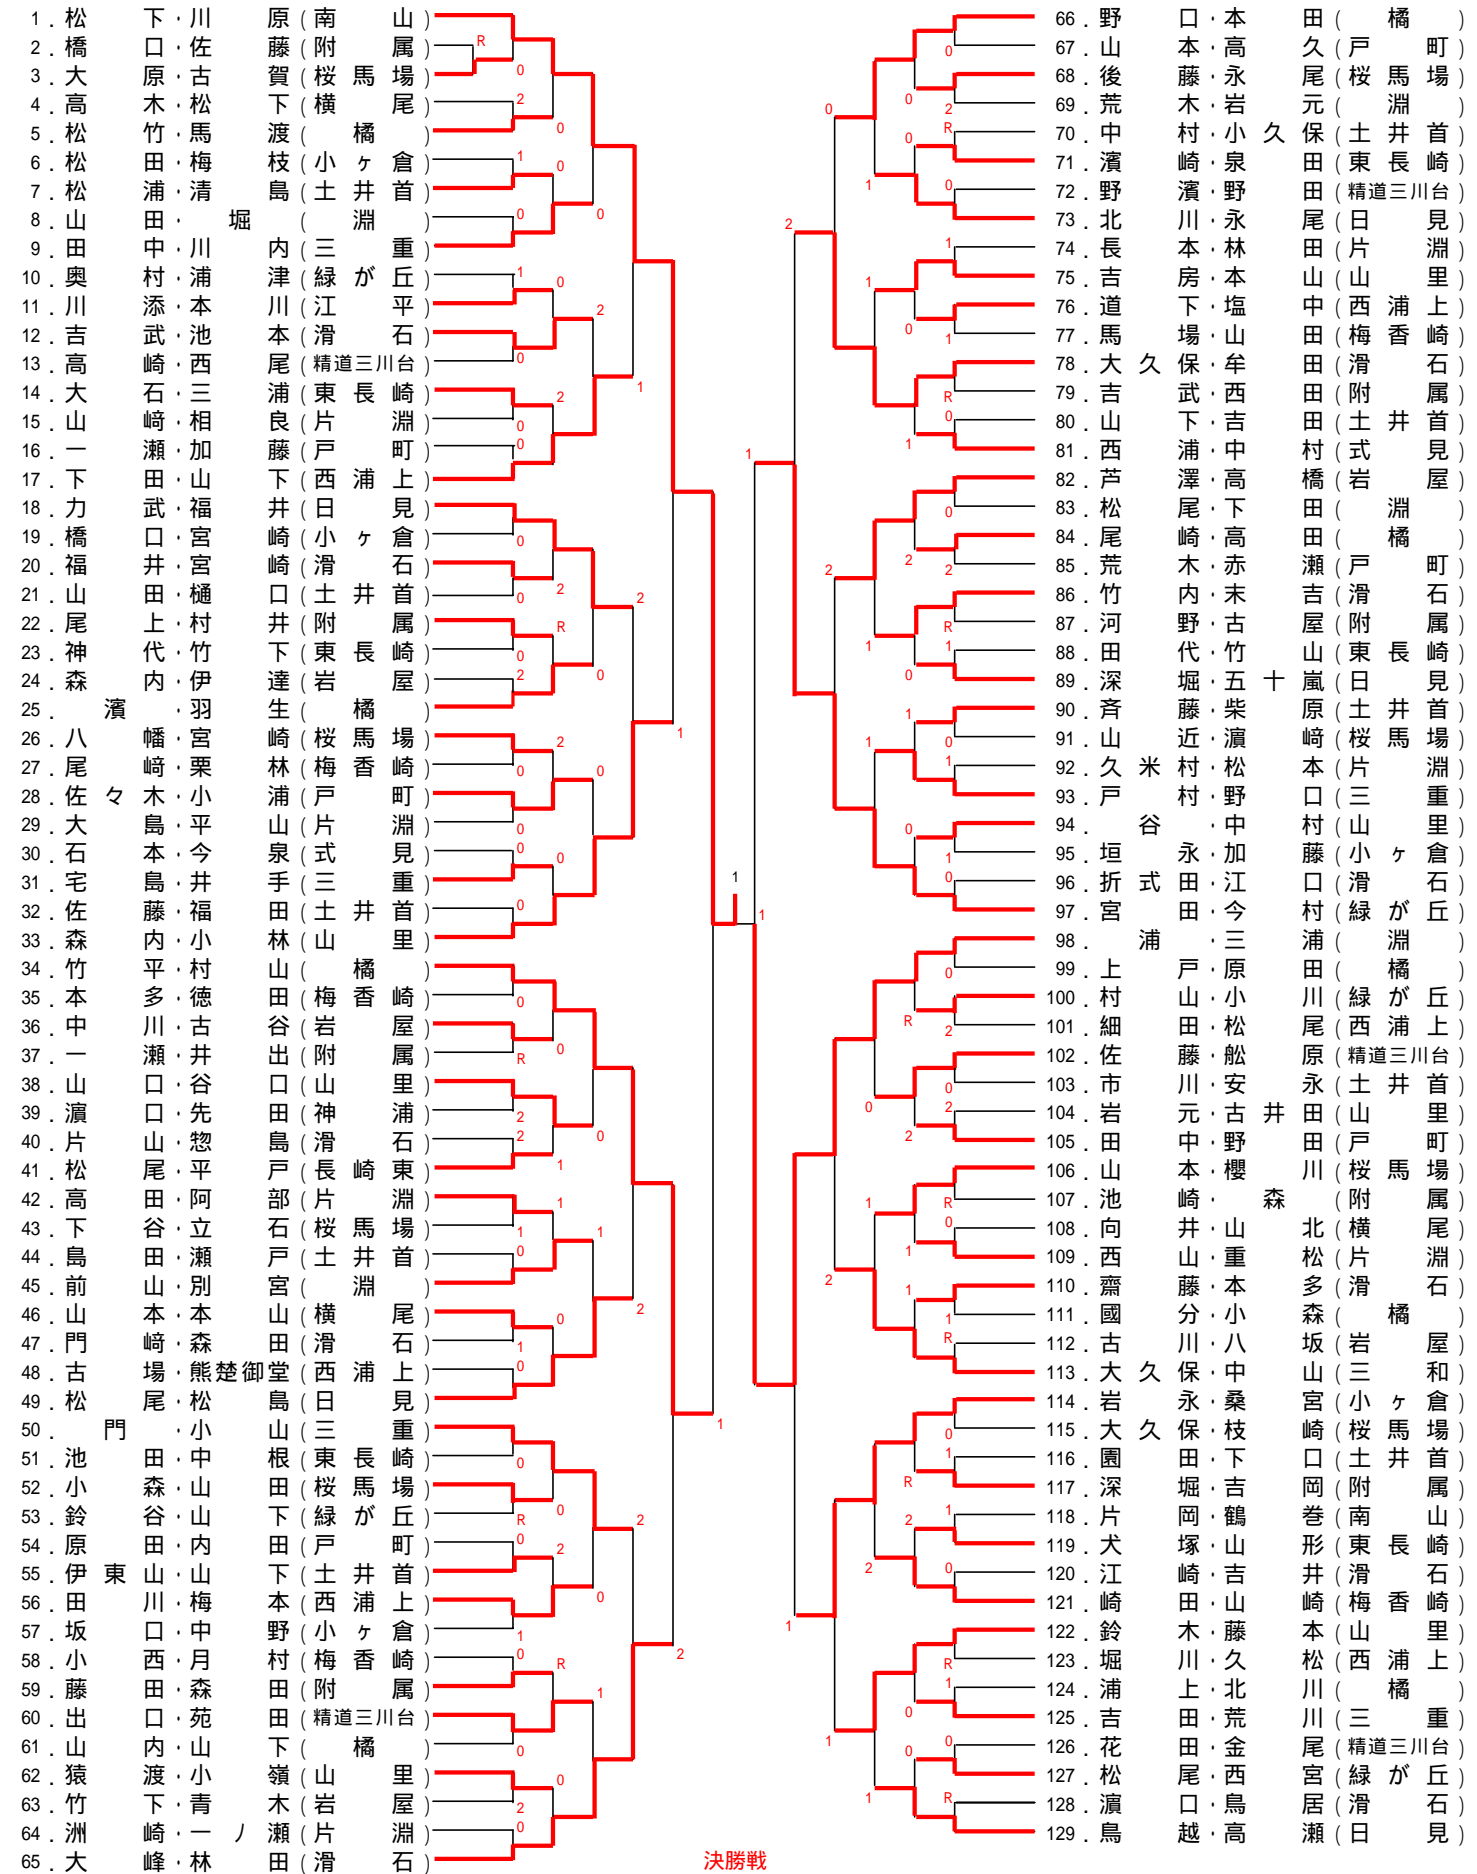 1．松下・川原（南山）
2．橋口・佐藤（附属）
3．大原・古賀（桜馬場）
4．高木・松下（横尾）
5．松竹・馬渡（橘）
6．松田・梅枝（小ヶ倉）
7．松浦・清島（土井首）
8．山田・堀（淵）
9．田中・川内（三重）
10．奥村・浦津（緑が丘）
11．川添・本川（江平）
12．吉武・池本（滑石）
13．高崎・西尾（精道三川台）
14．大石・三浦（東長崎）
15．山﨑・相良（片淵）
16．一瀬・加藤（戸町）
17．下田・山下（西浦上）
18．力武・福井（日見）
19．橋口・宮崎（小ヶ倉）
20．福井・宮崎（滑石）
21．山田・樋口（土井首）
22．尾上・村井（附属）
23．神代・竹下（東長崎）
24．森内・伊達（岩屋）
25．濱・羽生（橘）
26．八幡・宮崎（桜馬場）
27．尾﨑・栗林（梅香崎）
28．佐々木・小浦（戸町）
29．大島・平山（片淵）
30．石本・今泉（式見）
31．宅島・井手（三重）
32．佐藤・福田（土井首）
33．森内・小林（山里）
34．竹平・村山（橘）
35．本多・徳田（梅香崎）
36．中川・古谷（岩屋）
37．一瀬・井出（附属）
38．山口・谷口（山里）
39．濵口・先田（神浦）
40．片山・惣島（滑石）
41．松尾・平戸（長崎東）
42．高田・阿部（片淵）
43．下谷・立石（桜馬場）
44．島田・瀬戸（土井首）
45．前山・別宮（淵）
46．山本・本山（横尾）
47．門﨑・森田（滑石）
48．古場・熊楚御堂（西浦上）
49．松尾・松島（日見）
50．門・小山（三重）
51．池田・中根（東長崎）
52．小森・山田（桜馬場）
53．鈴谷・山下（緑が丘）
54．原田・内田（戸町）
55．伊東山・山下（土井首）
56．田川・梅本（西浦上）
57．坂口・中野（小ヶ倉）
58．小西・月村（梅香崎）
59．藤田・森田（附属）
60．出口・苑田（精道三川台）
61．山内・山下（橘）
62．猿渡・小嶺（山里）
63．竹下・青木（岩屋）
64．洲崎・一ノ瀬（片淵）
65．大峰・林田（滑石）
66．野口・本田（橘）
67．山本・高久（戸町）
68．後藤・永尾（桜馬場）
69．荒木・岩元（淵）
70．中村・小久保（土井首）
71．濱崎・泉田（東長崎）
72．野濱・野田（精道三川台）
73．北川・永尾（日見）
74．長本・林田（片淵）
75．吉房・本山（山里）
76．道下・塩中（西浦上）
77．馬場・山田（梅香崎）
78．大久保・牟田（滑石）
79．吉武・西田（附属）
80．山下・吉田（土井首）
81．西浦・中村（式見）
82．芦澤・高橋（岩屋）
83．松尾・下田（淵）
84．尾崎・高田（橘）
85．荒木・赤瀬（戸町）
86．竹内・末吉（滑石）
87．河野・古屋（附属）
88．田代・竹山（東長崎）
89．深堀・五十嵐（日見）
90．斉藤・柴原（土井首）
91．山近・濵﨑（桜馬場）
92．久米村・松本（片淵）
93．戸村・野口（三重）
94．谷・中村（山里）
95．垣永・加藤（小ヶ倉）
96．折式田・江口（滑石）
97．宮田・今村（緑が丘）
98．浦・三浦（淵）
99．上戸・原田（橘）
100．村山・小川（緑が丘）
101．細田・松尾（西浦上）
102．佐藤・舩原（精道三川台）
103．市川・安永（土井首）
104．岩元・古井田（山里）
105．田中・野田（戸町）
106．山本・櫻川（桜馬場）
107．池崎・森（附属）
108．向井・山北（横尾）
109．西山・重松（片淵）
110．齋藤・本多（滑石）
111．國分・小森（橘）
112．古川・八坂（岩屋）
113．大久保・中山（三和）
114．岩永・桑宮（小ヶ倉）
115．大久保・枝崎（桜馬場）
116．園田・下口（土井首）
117．深堀・吉岡（附属）
118．片岡・鶴巻（南山）
119．犬塚・山形（東長崎）
120．江崎・吉井（滑石）
121．崎田・山崎（梅香崎）
122．鈴木・藤本（山里）
123．堀川・久松（西浦上）
124．浦上・北川（橘）
125．吉田・荒川（三重）
126．花田・金尾（精道三川台）
127．松尾・西宮（緑が丘）
128．濵口・鳥居（滑石）
129．鳥越・高瀬（日見）
決勝戦